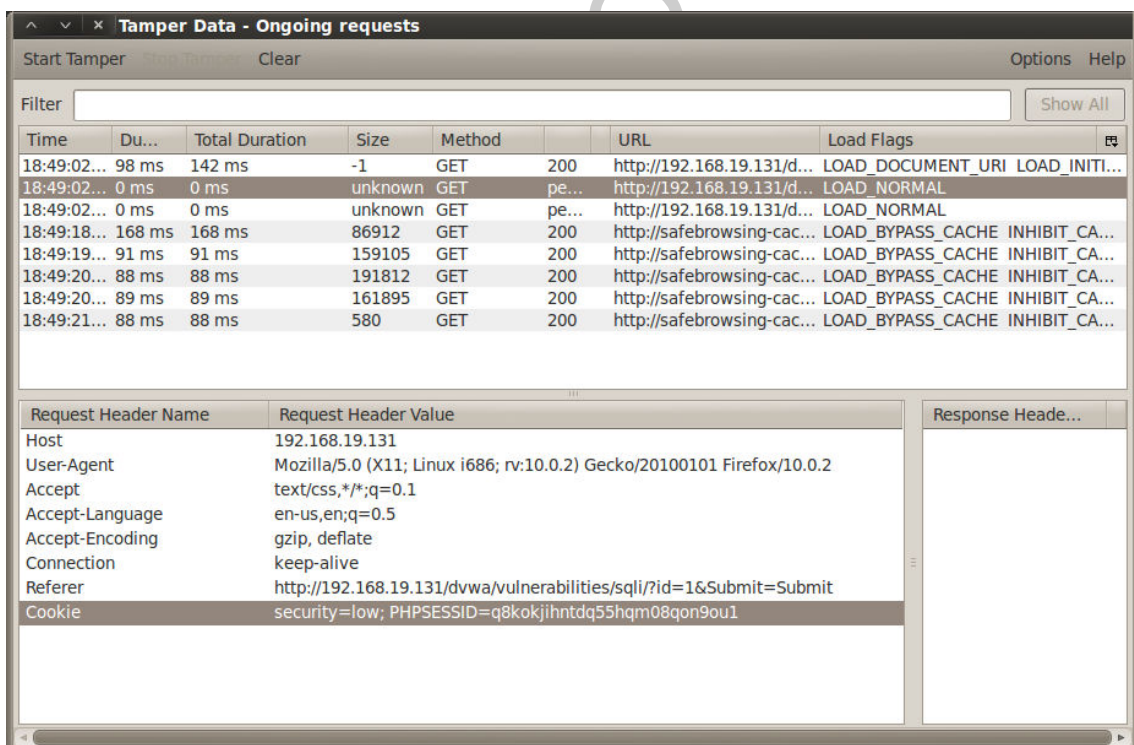 Tamper Data - Ongoing requests
Start Tamper Stop Tamper Clear Options Help
Filter Show All
Time Du... Total Duration Size Method URL Load Flags
18:49:02... 98 ms 142 ms -1 GET 200 http://192.168.19.131/d... LOAD_DOCUMENT_URI LOAD_INITI...
18:49:02... 0 ms 0 ms unknown GET pe... http://192.168.19.131/d... LOAD_NORMAL
18:49:02... 0 ms 0 ms unknown GET pe... http://192.168.19.131/d... LOAD_NORMAL
18:49:18... 168 ms 168 ms 86912 GET 200 http://safebrowsing-cac... LOAD_BYPASS_CACHE INHIBIT_CA...
18:49:19... 91 ms 91 ms 159105 GET 200 http://safebrowsing-cac... LOAD_BYPASS_CACHE INHIBIT_CA...
18:49:20... 88 ms 88 ms 191812 GET 200 http://safebrowsing-cac... LOAD_BYPASS_CACHE INHIBIT_CA...
18:49:20... 89 ms 89 ms 161895 GET 200 http://safebrowsing-cac... LOAD_BYPASS_CACHE INHIBIT_CA...
18:49:21... 88 ms 88 ms 580 GET 200 http://safebrowsing-cac... LOAD_BYPASS_CACHE INHIBIT_CA...
Request Header Name Request Header Value Response Heade...
Host 192.168.19.131
User-Agent Mozilla/5.0 (X11; Linux i686; rv:10.0.2) Gecko/20100101 Firefox/10.0.2
Accept text/css,*/*;q=0.1
Accept-Language en-us,en;q=0.5
Accept-Encoding gzip, deflate
Connection keep-alive
Referer http://192.168.19.131/dvwa/vulnerabilities/sqli/?id=1&Submit=Submit
Cookie security=low; PHPSESSID=q8kokjihntdq55hqm08qon9ou1